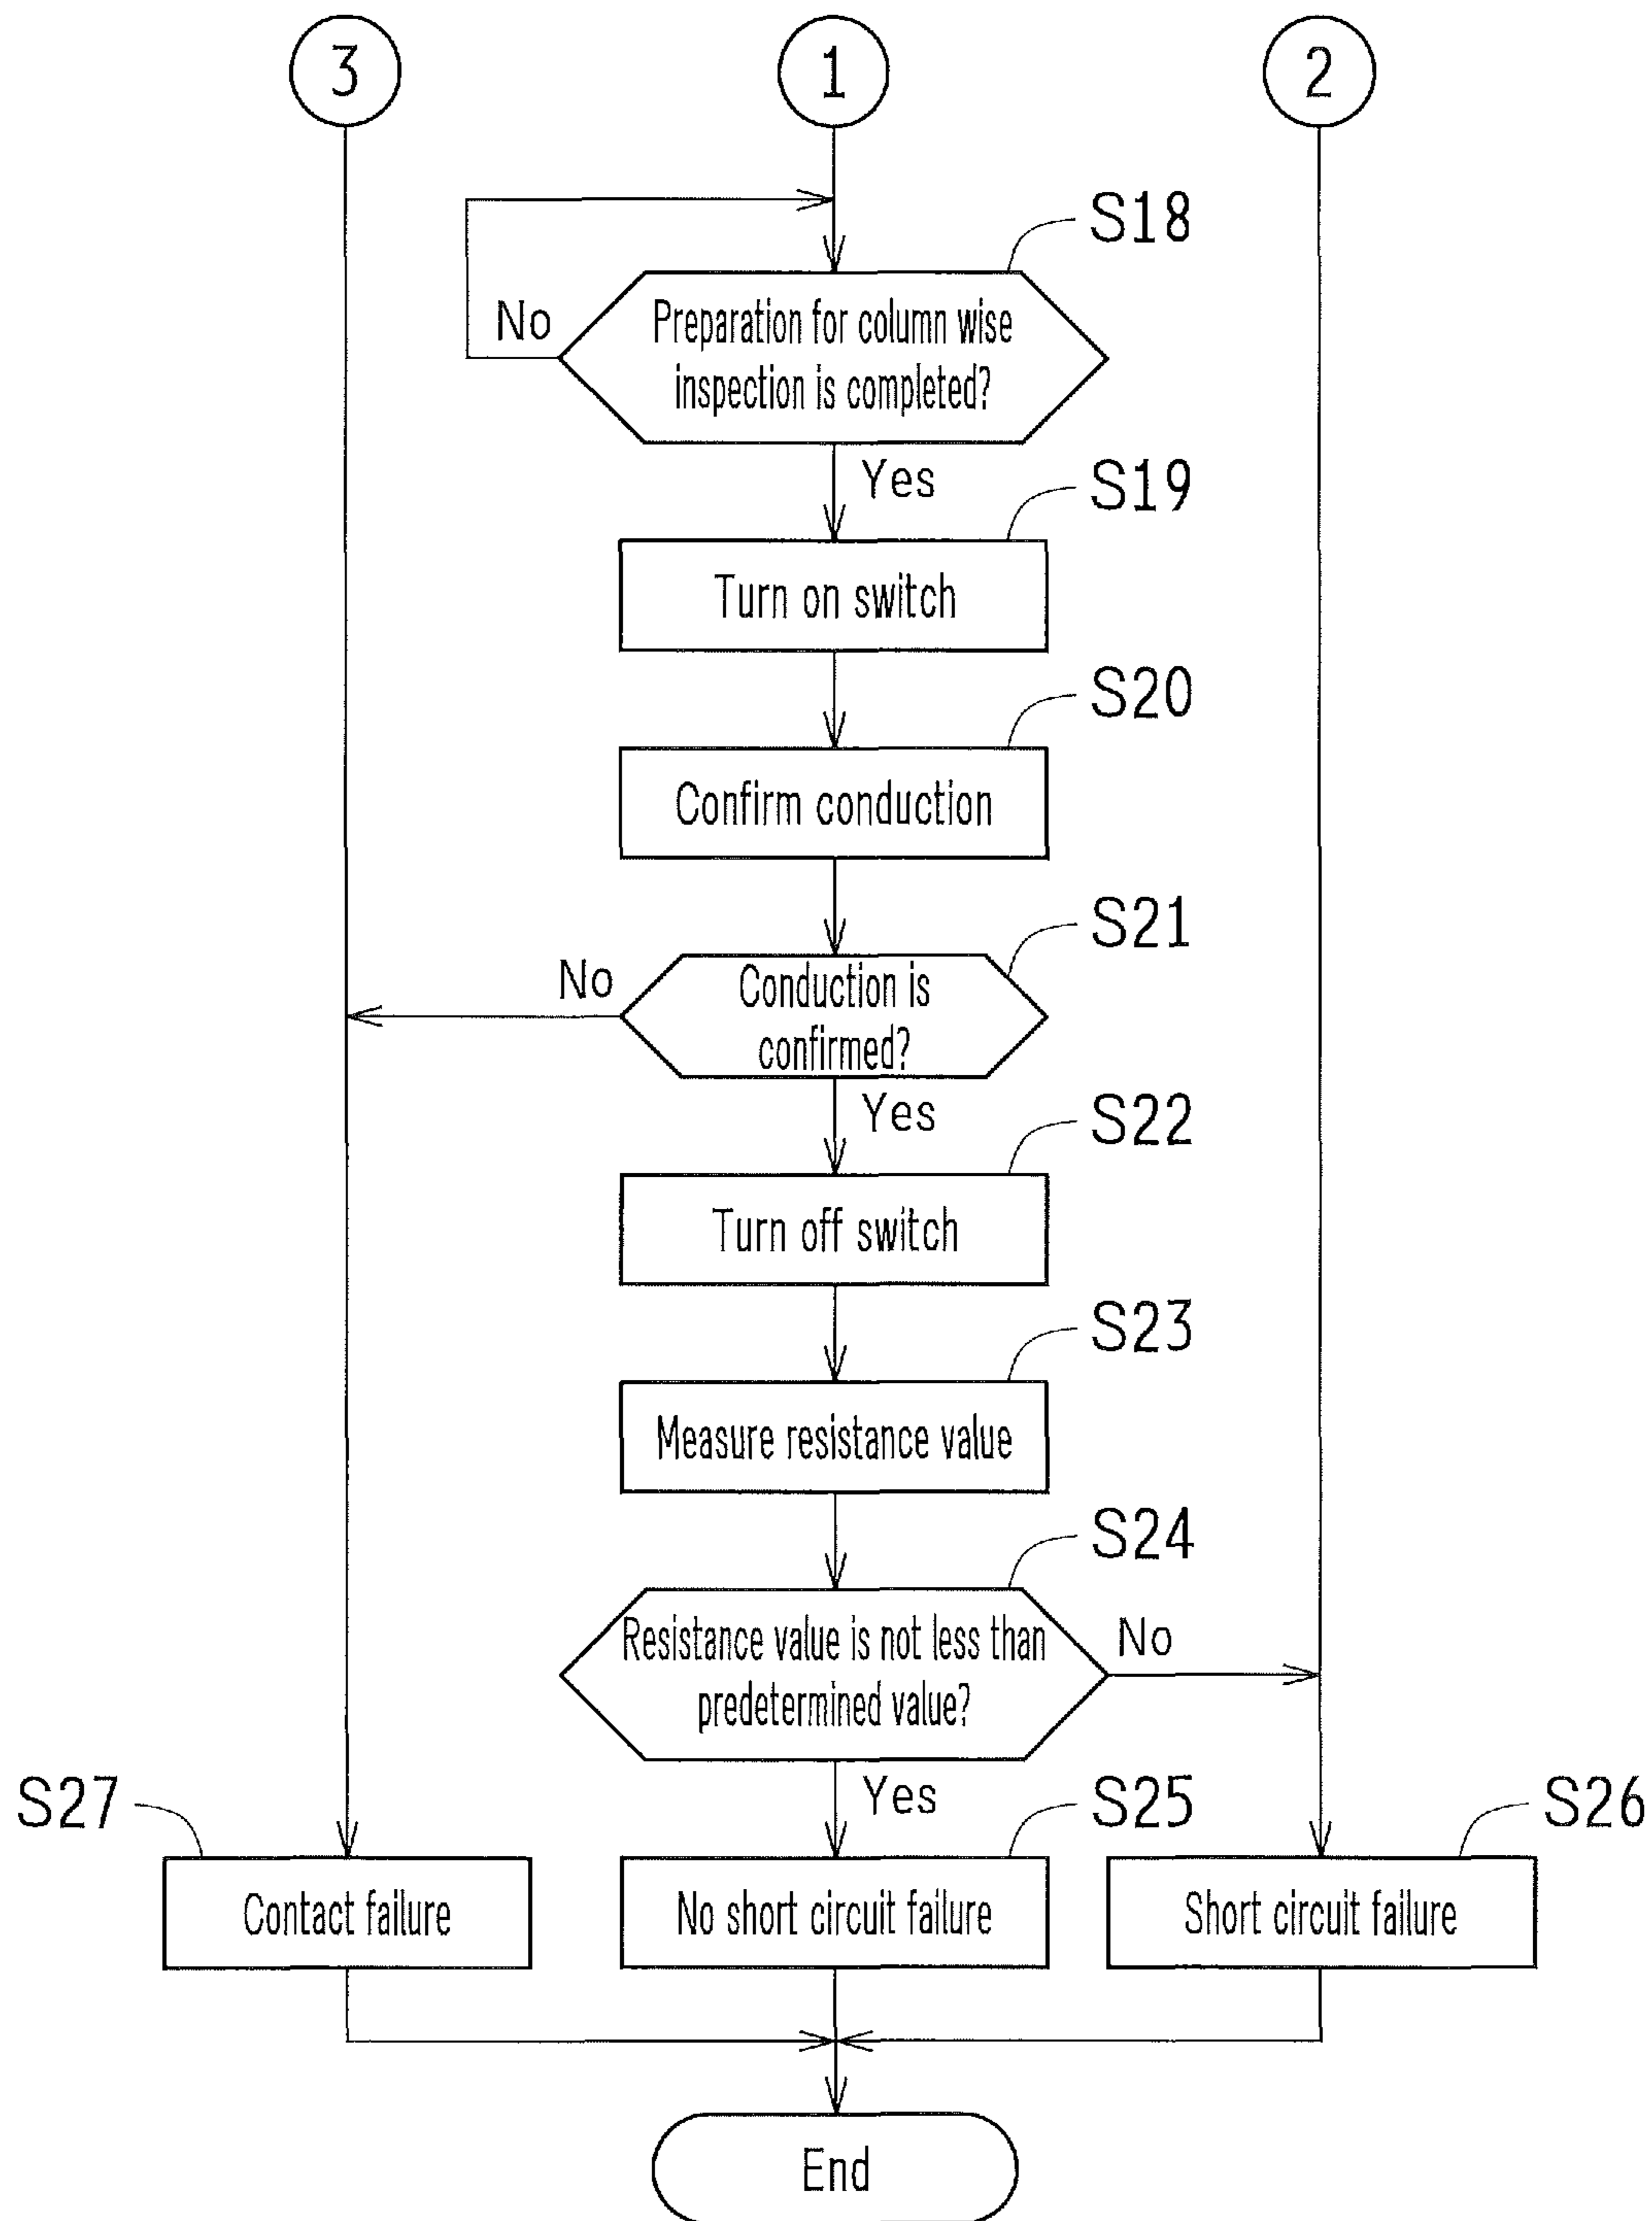 3
1
2
S18
No
Preparation for column wise
inspection is completed?
Yes
S19
Turn on switch
S20
Confirm conduction
S21
No
Conduction is
confirmed?
Yes
S22
Turn off switch
S23
Measure resistance value
S24
Resistance value is not less than
predetermined value?
No
Yes
S27
S25
S26
Contact failure
No short circuit failure
Short circuit failure
End